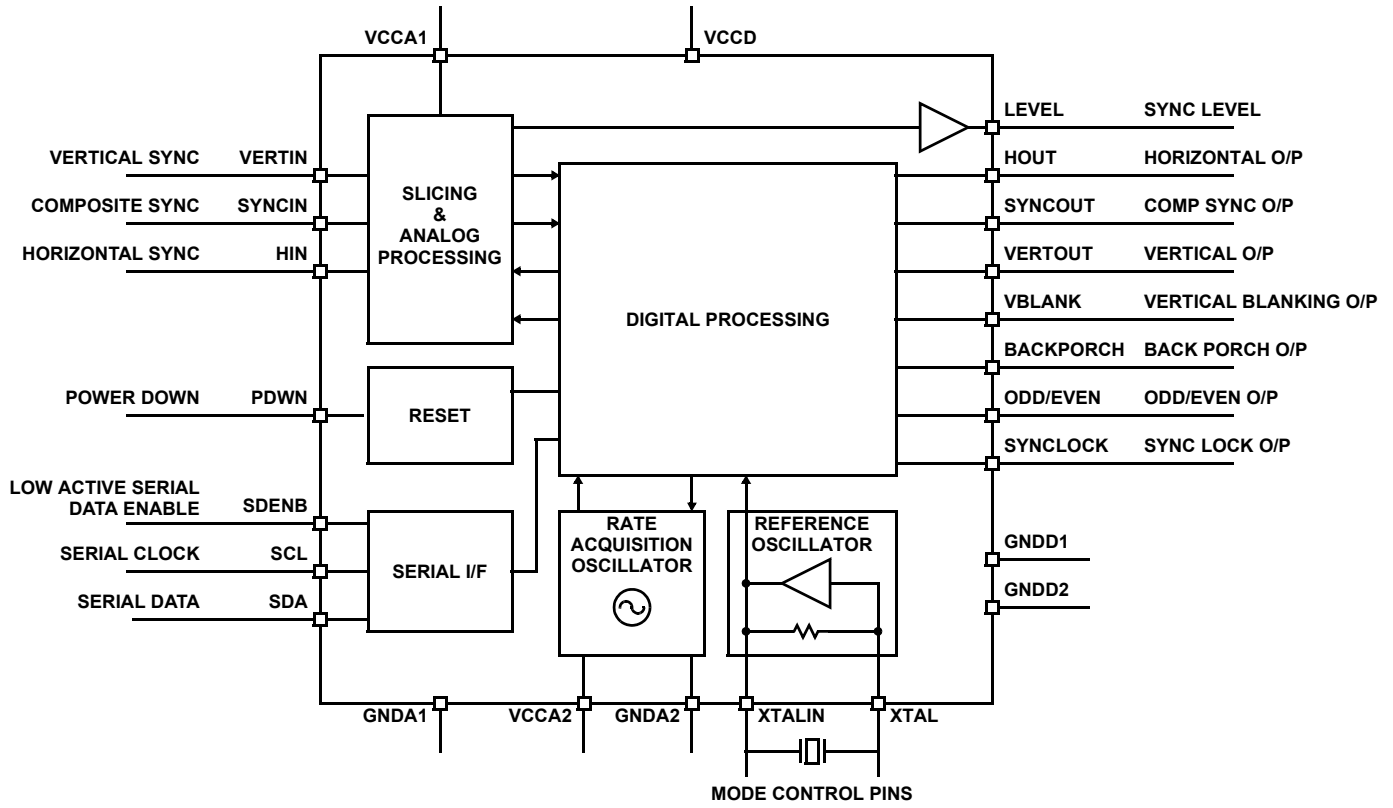 VCCA1
VCCD
LEVEL SYNC LEVEL
VERTICAL SYNC VERTIN
HOUT HORIZONTAL O/P
COMPOSITE SYNC SYNCIN
SYNCOUT COMP SYNC O/P
HORIZONTAL SYNC HIN
VERTOUT VERTICAL O/P
SLICING
&
ANALOG
PROCESSING
DIGITAL PROCESSING
VBLANK VERTICAL BLANKING O/P
BACKPORCH BACK PORCH O/P
POWER DOWN PDWN
RESET
ODD/EVEN ODD/EVEN O/P
SYNCLOCK SYNC LOCK O/P
LOW ACTIVE SERIAL
DATA ENABLE SDENB
SERIAL CLOCK SCL
SERIAL DATA SDA
SERIAL I/F
RATE
ACQUISITION
OSCILLATOR
REFERENCE
OSCILLATOR
GNDD1
GNDD2
GNDA1
VCCA2
GNDA2
XTALIN
XTAL
MODE CONTROL PINS